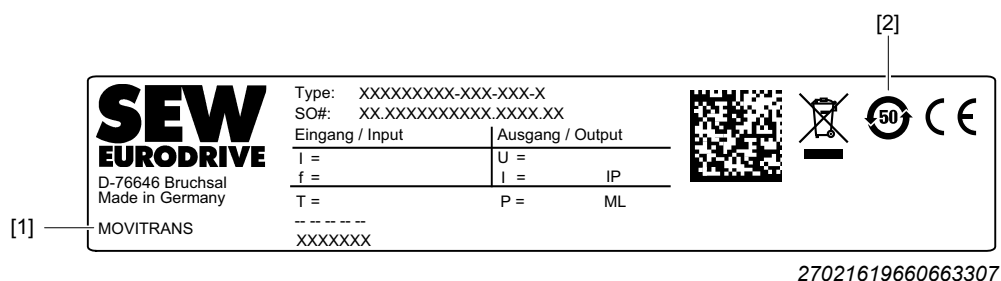 [2]
SEW
EURODRIVE
D-76646 Bruchsal
Made in Germany
[1]
MOVITRANS
Type: XXXXXXXXX-XXX-XXX-X
SO#: XX.XXXXXXXXXX.XXXX.XX
Eingang / Input Ausgang / Output
I = U =
f = I = IP
T = P = ML
-- -- -- -- --
XXXXXXX
50
CE
27021619660663307